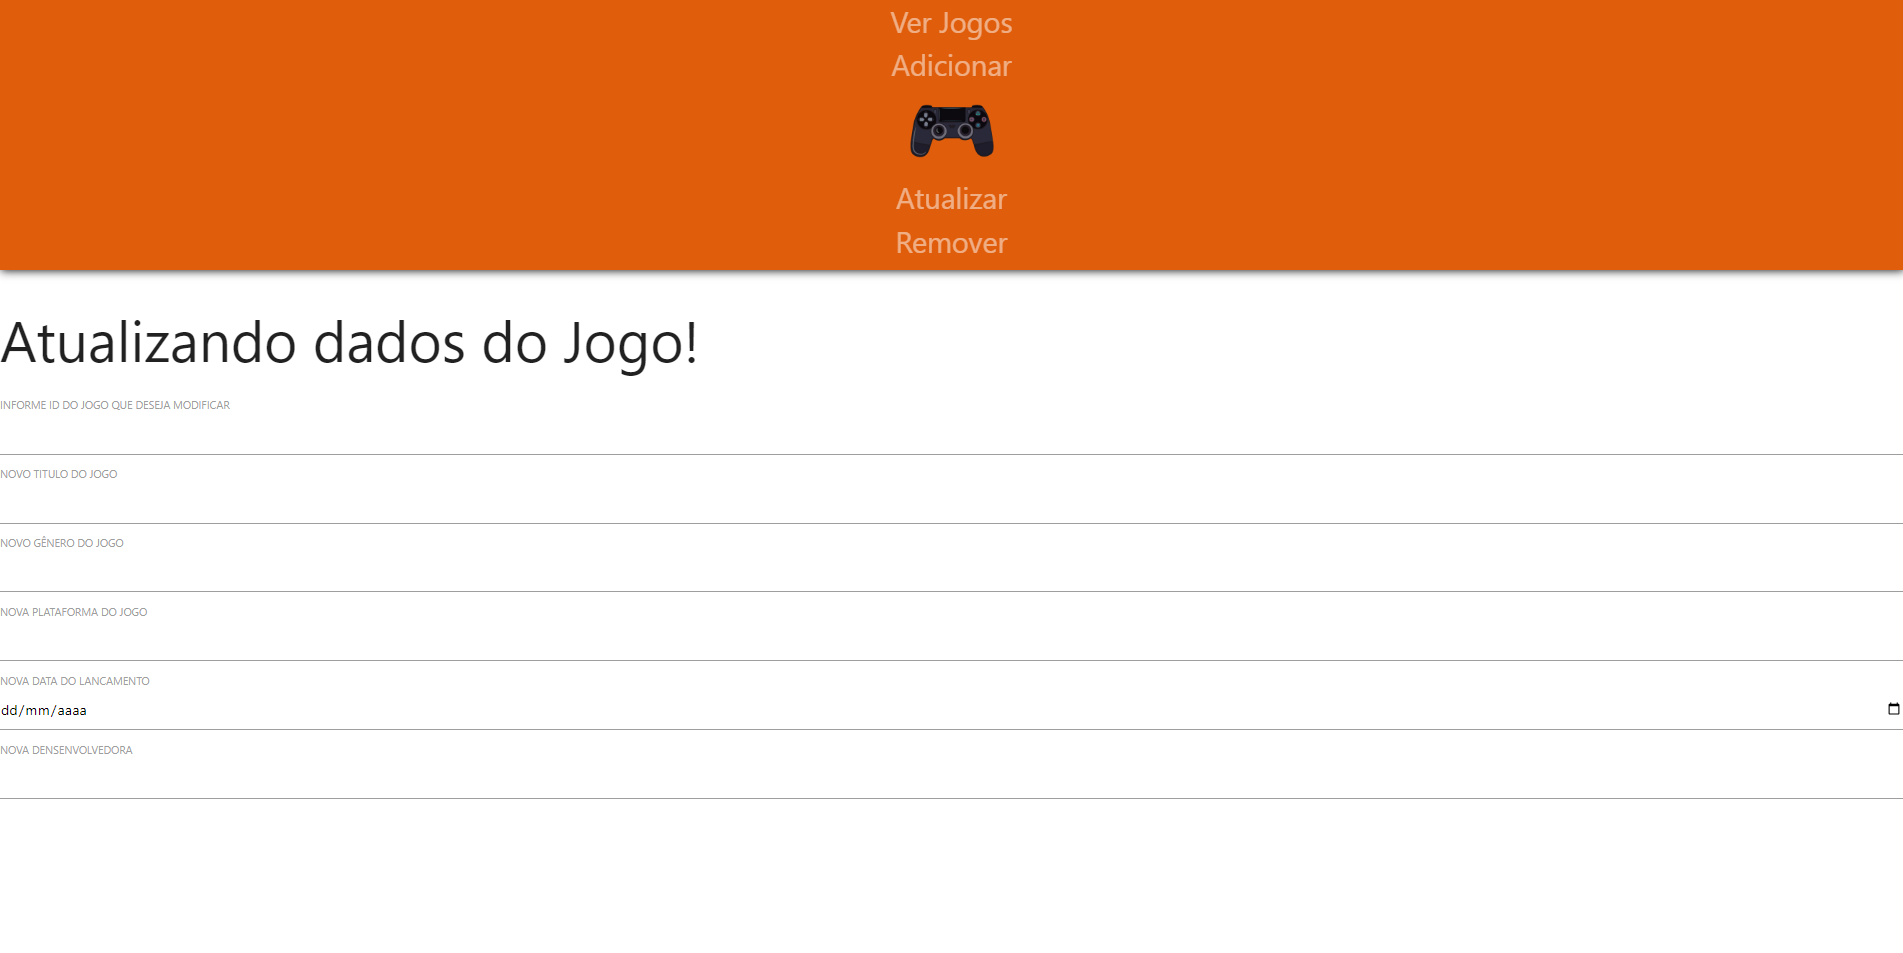 Ver Jogos
Adicionar
Atualizar
Remover
Atualizando dados do Jogo!
INFORME ID DO JOGO QUE DESEJA MODIFICAR
NOVO TITULO DO JOGO
NOVO GÊNERO DO JOGO
NOVA PLATAFORMA DO JOGO
NOVA DATA DO LANCAMENTO
dd/mm/aaaa
NOVA DENSENVOLVEDORA